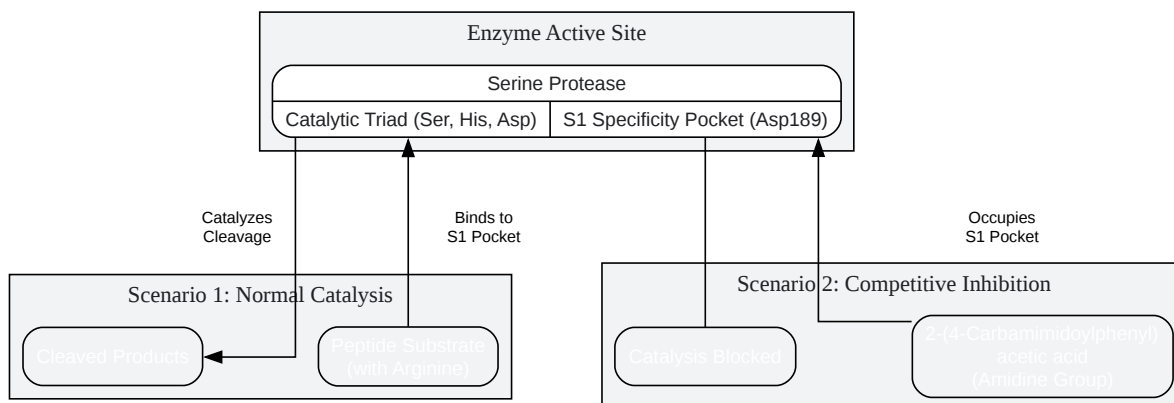 Enzyme Active Site
Serine Protease
Catalytic Triad (Ser, His, Asp)
S1 Specificity Pocket (Asp189)
Catalyzes
Cleavage
Binds to
S1 Pocket
Occupies
S1 Pocket
Scenario 1: Normal Catalysis
Cleaved Products
Peptide Substrate
(with Arginine)
Scenario 2: Competitive Inhibition
Catalysis Blocked
2-(4-Carbamimidoylphenyl)
acetic acid
(Amidine Group)